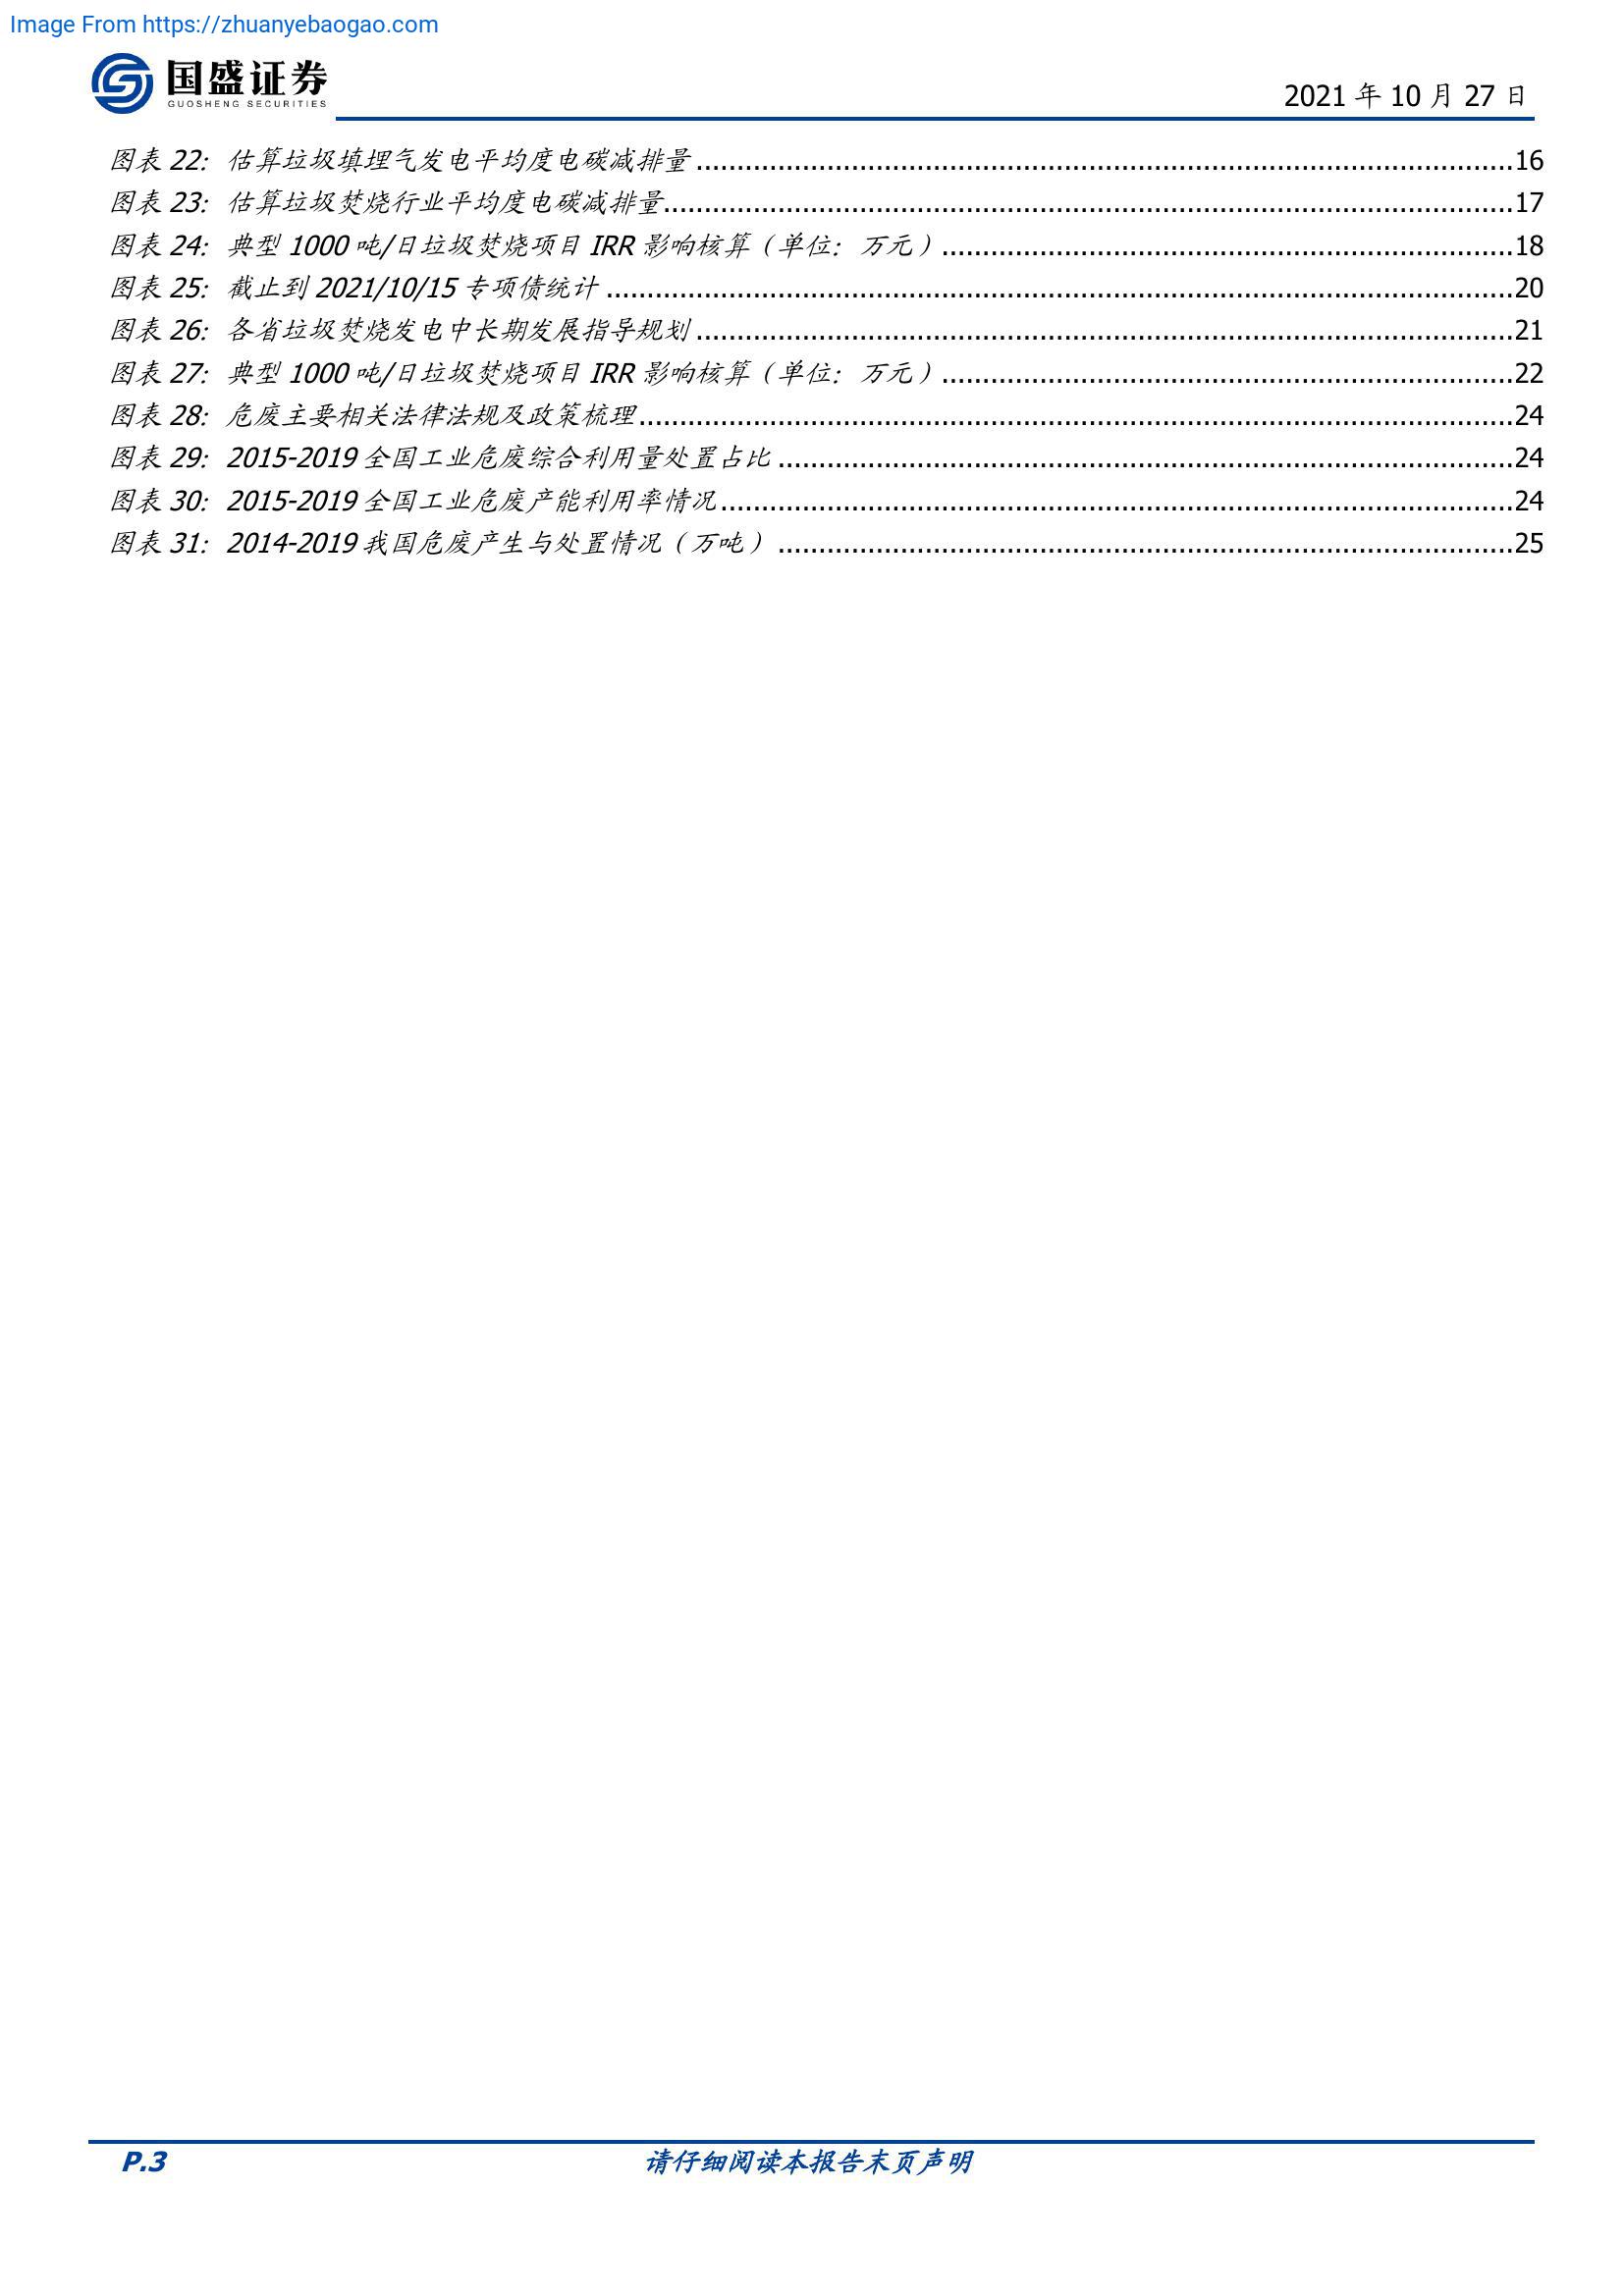 Image From https://zhuanyebaogao.com
国盛证券
GUOSHENG SECURITIES
2021 年 10 月 27 日
图表 22：估算垃圾填埋气发电平均度电碳减排量................16
图表 23：估算垃圾焚烧行业平均度电碳减排量................17
图表 24：典型 1000 吨/日垃圾焚烧项目 IRR 影响核算（单位：万元）................18
图表 25：截止到 2021/10/15 专项债统计................20
图表 26：各省垃圾焚烧发电中长期发展指导规划................21
图表 27：典型 1000 吨/日垃圾焚烧项目 IRR 影响核算（单位：万元）................22
图表 28：危废主要相关法律法规及政策梳理................24
图表 29：2015-2019 全国工业危废综合利用量处置占比................24
图表 30：2015-2019 全国工业危废产能利用率情况................24
图表 31：2014-2019 我国危废产生与处置情况（万吨）................25
P.3
请仔细阅读本报告末页声明